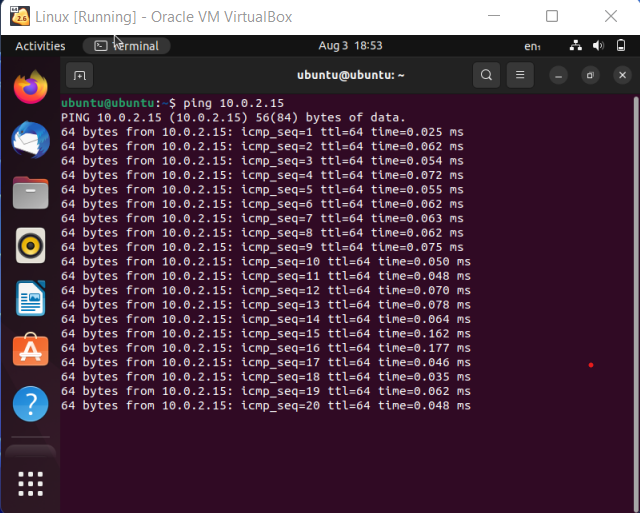 Linux [Running] - Oracle VM VirtualBox
Activities Terminal Aug 3 18:53 en₁
ubuntu@ubuntu: ~
ubuntu@ubuntu:~$ ping 10.0.2.15
PING 10.0.2.15 (10.0.2.15) 56(84) bytes of data.
64 bytes from 10.0.2.15: icmp_seq=1 ttl=64 time=0.025 ms
64 bytes from 10.0.2.15: icmp_seq=2 ttl=64 time=0.062 ms
64 bytes from 10.0.2.15: icmp_seq=3 ttl=64 time=0.054 ms
64 bytes from 10.0.2.15: icmp_seq=4 ttl=64 time=0.072 ms
64 bytes from 10.0.2.15: icmp_seq=5 ttl=64 time=0.055 ms
64 bytes from 10.0.2.15: icmp_seq=6 ttl=64 time=0.062 ms
64 bytes from 10.0.2.15: icmp_seq=7 ttl=64 time=0.063 ms
64 bytes from 10.0.2.15: icmp_seq=8 ttl=64 time=0.062 ms
64 bytes from 10.0.2.15: icmp_seq=9 ttl=64 time=0.075 ms
64 bytes from 10.0.2.15: icmp_seq=10 ttl=64 time=0.050 ms
64 bytes from 10.0.2.15: icmp_seq=11 ttl=64 time=0.048 ms
64 bytes from 10.0.2.15: icmp_seq=12 ttl=64 time=0.070 ms
64 bytes from 10.0.2.15: icmp_seq=13 ttl=64 time=0.078 ms
64 bytes from 10.0.2.15: icmp_seq=14 ttl=64 time=0.064 ms
64 bytes from 10.0.2.15: icmp_seq=15 ttl=64 time=0.162 ms
64 bytes from 10.0.2.15: icmp_seq=16 ttl=64 time=0.177 ms
64 bytes from 10.0.2.15: icmp_seq=17 ttl=64 time=0.046 ms
64 bytes from 10.0.2.15: icmp_seq=18 ttl=64 time=0.035 ms
64 bytes from 10.0.2.15: icmp_seq=19 ttl=64 time=0.062 ms
64 bytes from 10.0.2.15: icmp_seq=20 ttl=64 time=0.048 ms